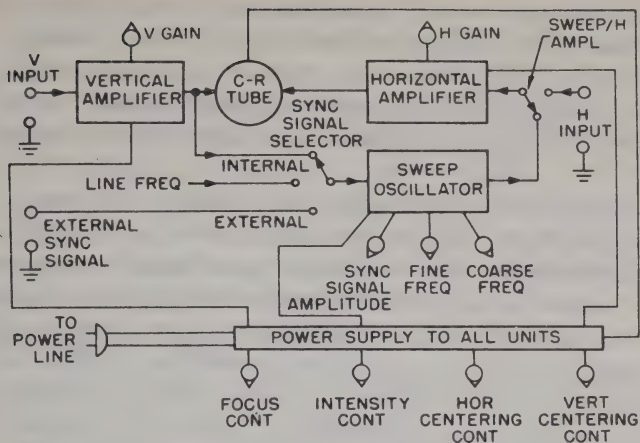 V GAIN
H GAIN
SWEEP/H
AMPL
V
INPUT
VERTICAL
AMPLIFIER
C-R
TUBE
HORIZONTAL
AMPLIFIER
H
INPUT
SYNC
SIGNAL
SELECTOR
INTERNAL
LINE FREQ
SWEEP
OSCILLATOR
EXTERNAL
SYNC
SIGNAL
EXTERNAL
SYNC
SIGNAL
AMPLITUDE
FINE
FREQ
COARSE
FREQ
TO
POWER
LINE
POWER SUPPLY TO ALL UNITS
FOCUS
CONT
INTENSITY
CONT
HOR
CENTERING
CONT
VERT
CENTERING
CONT